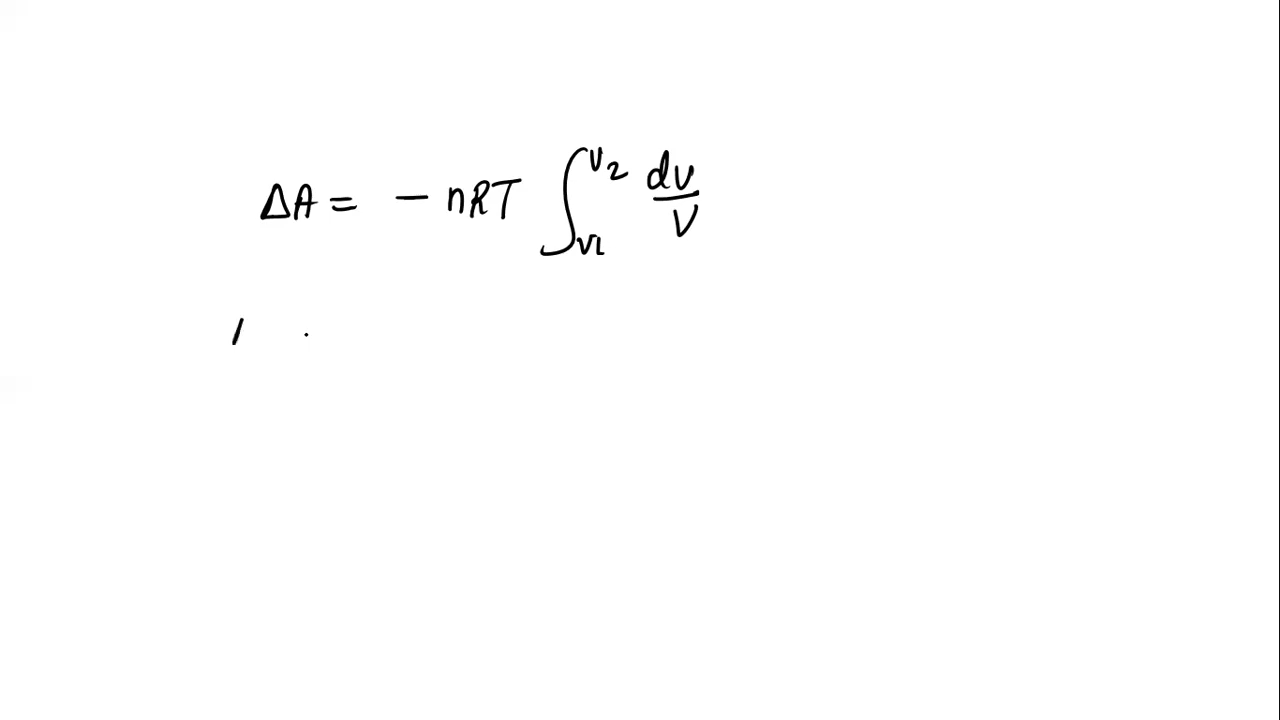 ΔA = - nRT ∫_{V1}^{V2} dV/V